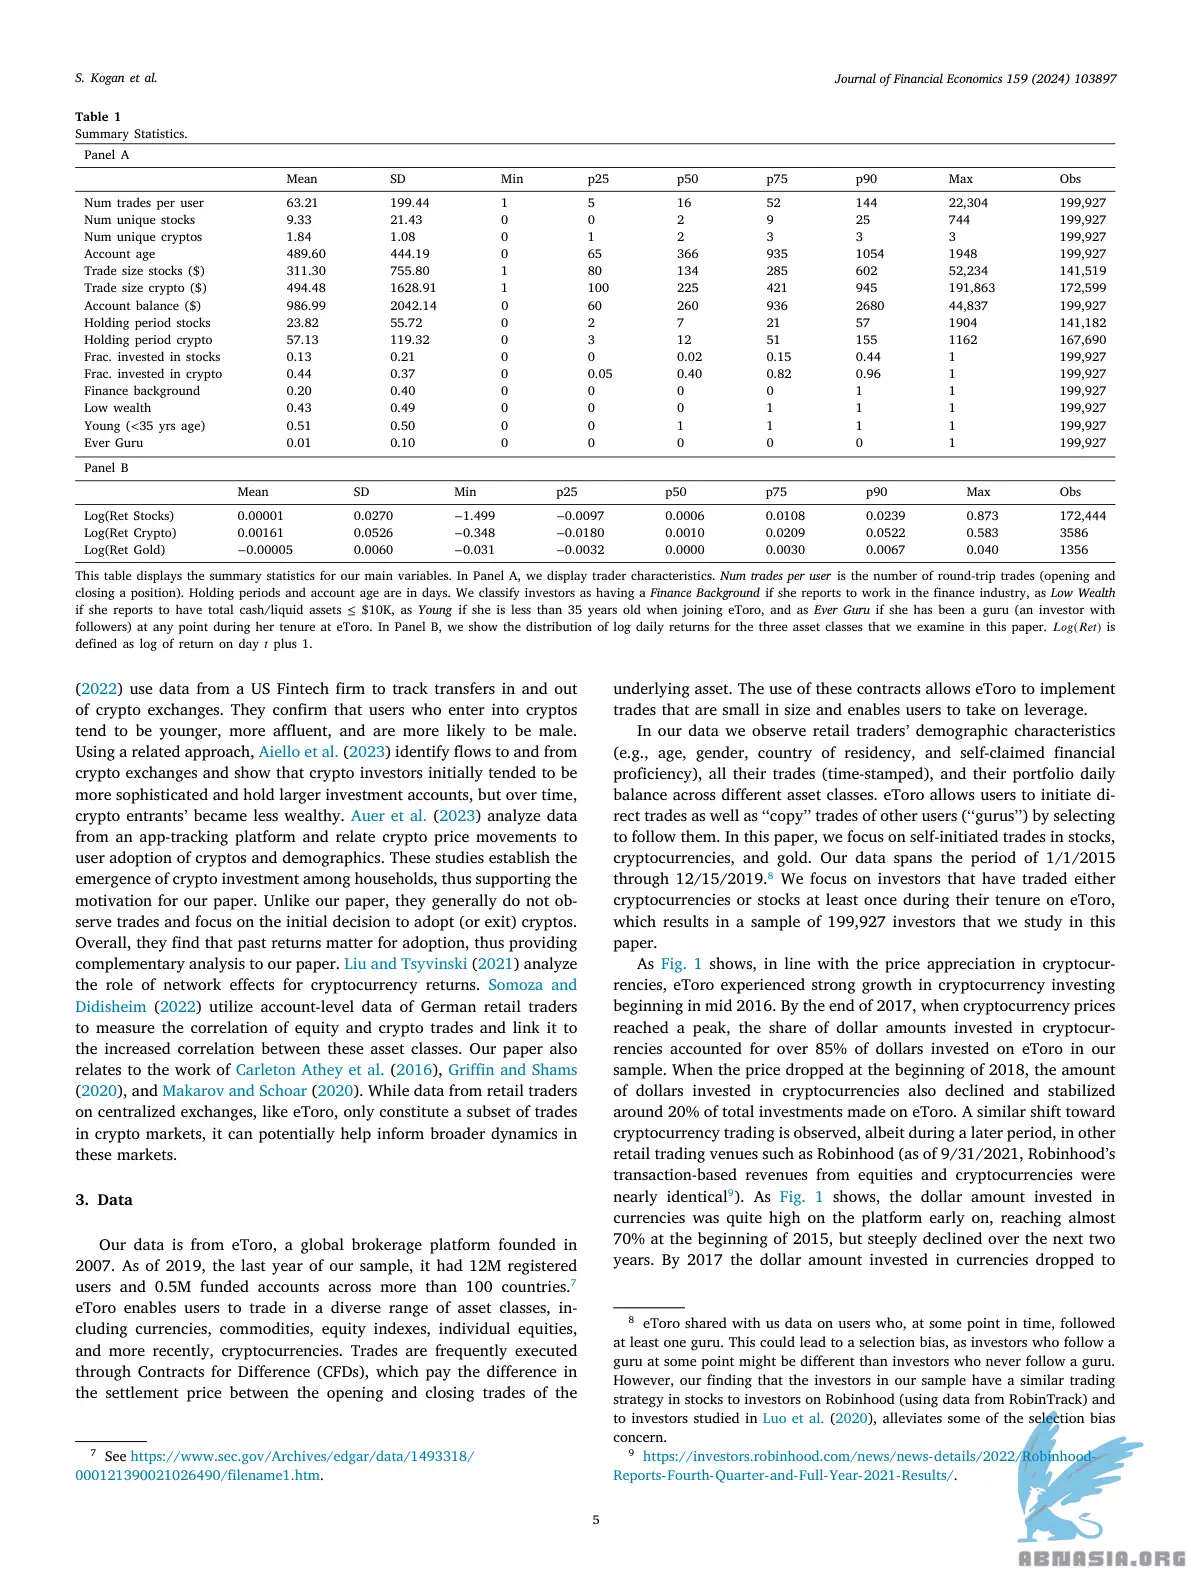 S. Kogan et al.
Journal of Financial Economics 159 (2024) 103897
Table 1
Summary Statistics.
Panel A
Mean SD Min p25 p50 p75 p90 Max Obs
Num trades per user 63.21 199.44 1 5 16 52 144 22,304 199,927
Num unique stocks 9.33 21.43 0 0 2 9 25 744 199,927
Num unique cryptos 1.84 1.08 0 1 2 3 3 3 199,927
Account age 489.60 444.19 0 65 366 935 1054 1948 199,927
Trade size stocks ($) 311.30 755.80 1 80 134 285 602 52,234 141,519
Trade size crypto ($) 494.48 1628.91 1 100 225 421 945 191,863 172,599
Account balance ($) 986.99 2042.14 0 60 260 936 2680 44,837 199,927
Holding period stocks 23.82 55.72 0 2 7 21 57 1904 141,182
Holding period crypto 57.13 119.32 0 3 12 51 155 1162 167,690
Frac. invested in stocks 0.13 0.21 0 0 0.02 0.15 0.44 1 199,927
Frac. invested in crypto 0.44 0.37 0 0.05 0.40 0.82 0.96 1 199,927
Finance background 0.20 0.40 0 0 0 0 1 1 199,927
Low wealth 0.43 0.49 0 0 0 1 1 1 199,927
Young (<35 yrs age) 0.51 0.50 0 0 1 1 1 1 199,927
Ever Guru 0.01 0.10 0 0 0 0 0 1 199,927
Panel B
Mean SD Min p25 p50 p75 p90 Max Obs
Log(Ret Stocks) 0.00001 0.0270 −1.499 −0.0097 0.0006 0.0108 0.0239 0.873 172,444
Log(Ret Crypto) 0.00161 0.0526 −0.348 −0.0180 0.0010 0.0209 0.0522 0.583 3586
Log(Ret Gold) −0.00005 0.0060 −0.031 −0.0032 0.0000 0.0030 0.0067 0.040 1356
This table displays the summary statistics for our main variables. In Panel A, we display trader characteristics. Num trades per user is the number of round-trip trades (opening and
closing a position). Holding periods and account age are in days. We classify investors as having a Finance Background if she reports to work in the finance industry, as Low Wealth
if she reports to have total cash/liquid assets ≤ $10K, as Young if she is less than 35 years old when joining eToro, and as Ever Guru if she has been a guru (an investor with
followers) at any point during her tenure at eToro. In Panel B, we show the distribution of log daily returns for the three asset classes that we examine in this paper. Log(Ret) is
defined as log of return on day t plus 1.
(2022) use data from a US Fintech firm to track transfers in and out
of crypto exchanges. They confirm that users who enter into cryptos
tend to be younger, more affluent, and are more likely to be male.
Using a related approach, Aiello et al. (2023) identify flows to and from
crypto exchanges and show that crypto investors initially tended to be
more sophisticated and hold larger investment accounts, but over time,
crypto entrants’ became less wealthy. Auer et al. (2023) analyze data
from an app-tracking platform and relate crypto price movements to
user adoption of cryptos and demographics. These studies establish the
emergence of crypto investment among households, thus supporting the
motivation for our paper. Unlike our paper, they generally do not ob-
serve trades and focus on the initial decision to adopt (or exit) cryptos.
Overall, they find that past returns matter for adoption, thus providing
complementary analysis to our paper. Liu and Tsyvinski (2021) analyze
the role of network effects for cryptocurrency returns. Somoza and
Didisheim (2022) utilize account-level data of German retail traders
to measure the correlation of equity and crypto trades and link it to
the increased correlation between these asset classes. Our paper also
relates to the work of Carleton Athey et al. (2016), Griffin and Shams
(2020), and Makarov and Schoar (2020). While data from retail traders
on centralized exchanges, like eToro, only constitute a subset of trades
in crypto markets, it can potentially help inform broader dynamics in
these markets.
3. Data
Our data is from eToro, a global brokerage platform founded in
2007. As of 2019, the last year of our sample, it had 12M registered
users and 0.5M funded accounts across more than 100 countries.7
eToro enables users to trade in a diverse range of asset classes, in-
cluding currencies, commodities, equity indexes, individual equities,
and more recently, cryptocurrencies. Trades are frequently executed
through Contracts for Difference (CFDs), which pay the difference in
the settlement price between the opening and closing trades of the
7 See https://www.sec.gov/Archives/edgar/data/1493318/
000121390021026490/filename1.htm.
underlying asset. The use of these contracts allows eToro to implement
trades that are small in size and enables users to take on leverage.
In our data we observe retail traders’ demographic characteristics
(e.g., age, gender, country of residency, and self-claimed financial
proficiency), all their trades (time-stamped), and their portfolio daily
balance across different asset classes. eToro allows users to initiate di-
rect trades as well as ‘‘copy’’ trades of other users (‘‘gurus’’) by selecting
to follow them. In this paper, we focus on self-initiated trades in stocks,
cryptocurrencies, and gold. Our data spans the period of 1/1/2015
through 12/15/2019.8 We focus on investors that have traded either
cryptocurrencies or stocks at least once during their tenure on eToro,
which results in a sample of 199,927 investors that we study in this
paper.
As Fig. 1 shows, in line with the price appreciation in cryptocur-
rencies, eToro experienced strong growth in cryptocurrency investing
beginning in mid 2016. By the end of 2017, when cryptocurrency prices
reached a peak, the share of dollar amounts invested in cryptocur-
rencies accounted for over 85% of dollars invested on eToro in our
sample. When the price dropped at the beginning of 2018, the amount
of dollars invested in cryptocurrencies also declined and stabilized
around 20% of total investments made on eToro. A similar shift toward
cryptocurrency trading is observed, albeit during a later period, in other
retail trading venues such as Robinhood (as of 9/31/2021, Robinhood’s
transaction-based revenues from equities and cryptocurrencies were
nearly identical9). As Fig. 1 shows, the dollar amount invested in
currencies was quite high on the platform early on, reaching almost
70% at the beginning of 2015, but steeply declined over the next two
years. By 2017 the dollar amount invested in currencies dropped to
8 eToro shared with us data on users who, at some point in time, followed
at least one guru. This could lead to a selection bias, as investors who follow a
guru at some point might be different than investors who never follow a guru.
However, our finding that the investors in our sample have a similar trading
strategy in stocks to investors on Robinhood (using data from RobinTrack) and
to investors studied in Luo et al. (2020), alleviates some of the selection bias
concern.
9 https://investors.robinhood.com/news/news-details/2022/Robinhood-
Reports-Fourth-Quarter-and-Full-Year-2021-Results/.
5
ABNASIA.ORG